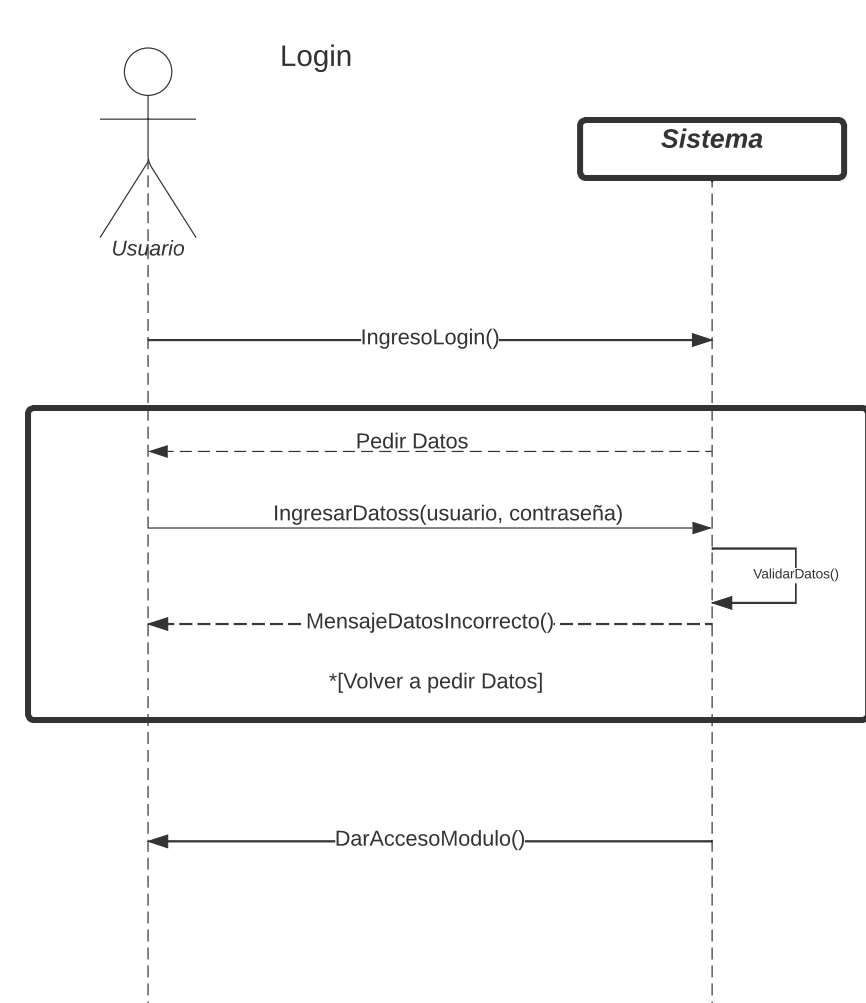 Login
Sistema
Usuario
IngresoLogin()
Pedir Datos
IngresarDatoss(usuario, contraseña)
ValidarDatos()
MensajeDatosIncorrecto()
*[Volver a pedir Datos]
DarAccesoModulo()